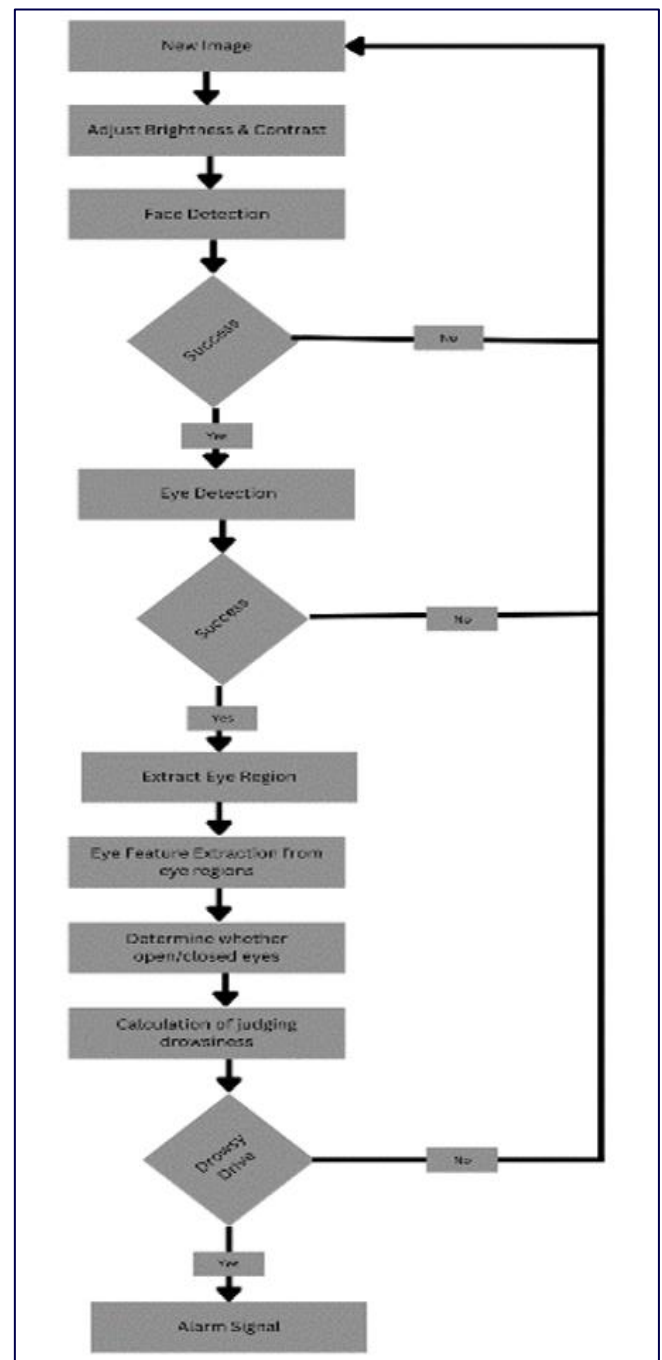 New Image
Adjust Brightness & Contrast
Face Detection
Success
No
Yes
Eye Detection
Success
No
Yes
Extract Eye Region
Eye Feature Extraction from
eye regions
Determine whether
open/closed eyes
Calculation of judging
drowsiness
Drowsy
Drive
No
Yes
Alarm Signal